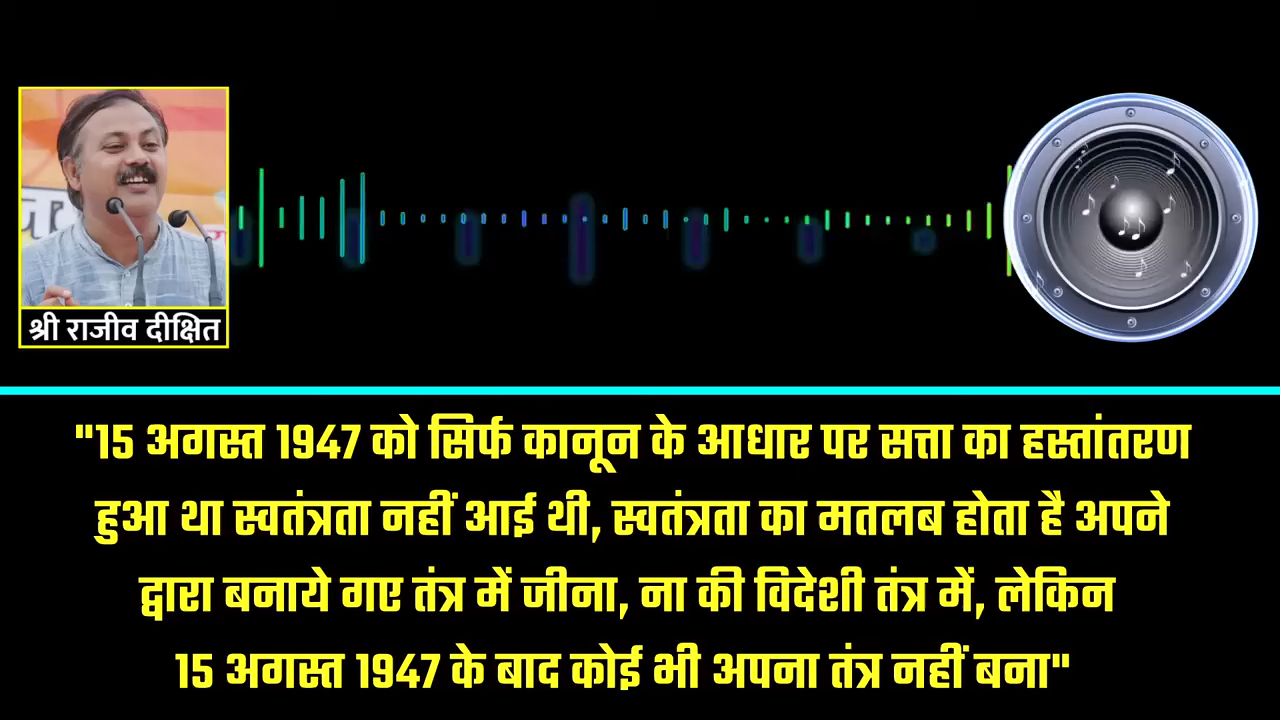 श्री राजीव दीक्षित
"15 अगस्त 1947 को सिर्फ कानून के आधार पर सत्ता का हस्तांतरण
हुआ था स्वतंत्रता नहीं आई थी, स्वतंत्रता का मतलब होता है अपने
द्वारा बनाये गए तंत्र में जीना, ना की विदेशी तंत्र में, लेकिन
15 अगस्त 1947 के बाद कोई भी अपना तंत्र नहीं बना"